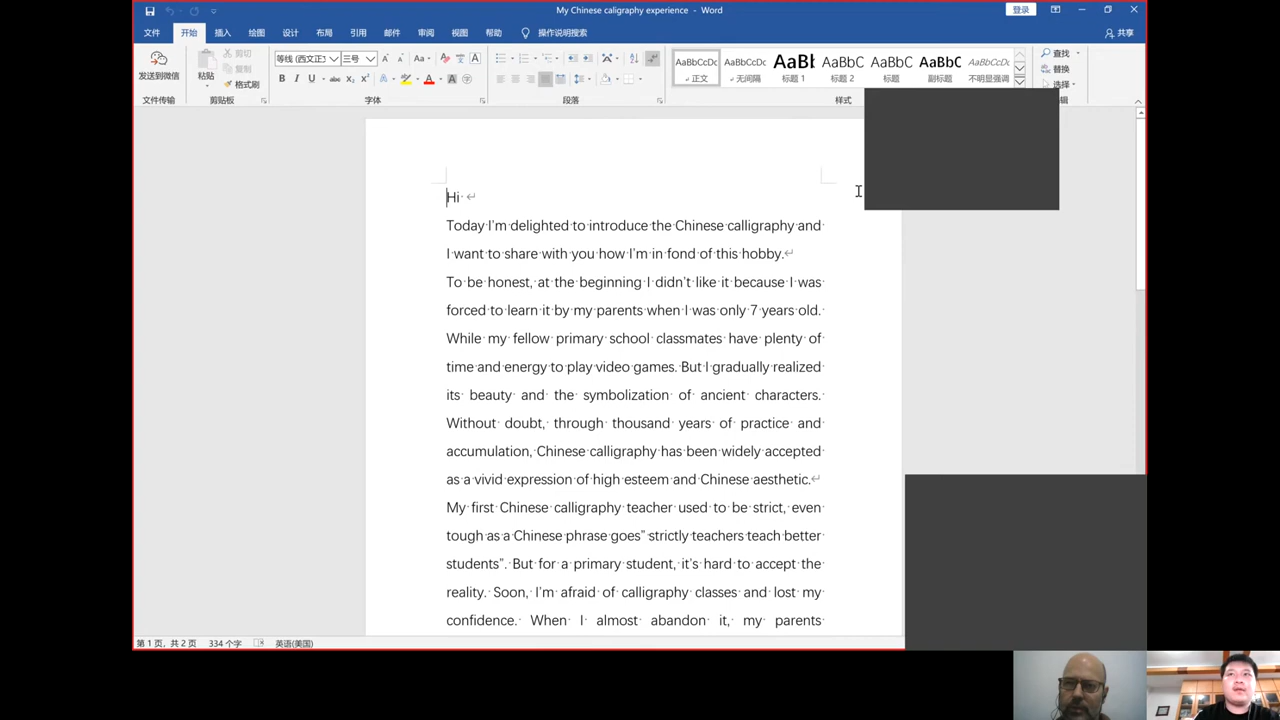 My Chinese caligraphy experience - Word
登录
文件 开始 插入 绘图 设计 布局 引用 邮件 审阅 视图 帮助 操作说明搜索 共享
发送到微信
文件传输
粘贴
剪切
复制
格式刷
剪贴板
等线 (西文正 三号
字体
段落
AaBbCcDc AaBbCcDc AaBl AaBbC AaBbC AaBbC AaBbCcDc
正文 无间隔 标题 1 标题 2 标题 副标题 不明显强调
样式
查找
替换
选择
辑
Hi
Today I'm delighted to introduce the Chinese calligraphy and
I want to share with you how I'm in fond of this hobby.
To be honest, at the beginning I didn't like it because I was
forced to learn it by my parents when I was only 7 years old.
While my fellow primary school classmates have plenty of
time and energy to play video games. But I gradually realized
its beauty and the symbolization of ancient characters.
Without doubt, through thousand years of practice and
accumulation, Chinese calligraphy has been widely accepted
as a vivid expression of high esteem and Chinese aesthetic.
My first Chinese calligraphy teacher used to be strict, even
tough as a Chinese phrase goes” strictly teachers teach better
students”. But for a primary student, it's hard to accept the
reality. Soon, I'm afraid of calligraphy classes and lost my
confidence. When I almost abandon it, my parents
第 1 页, 共 2 页 334 个字 英语(美国)